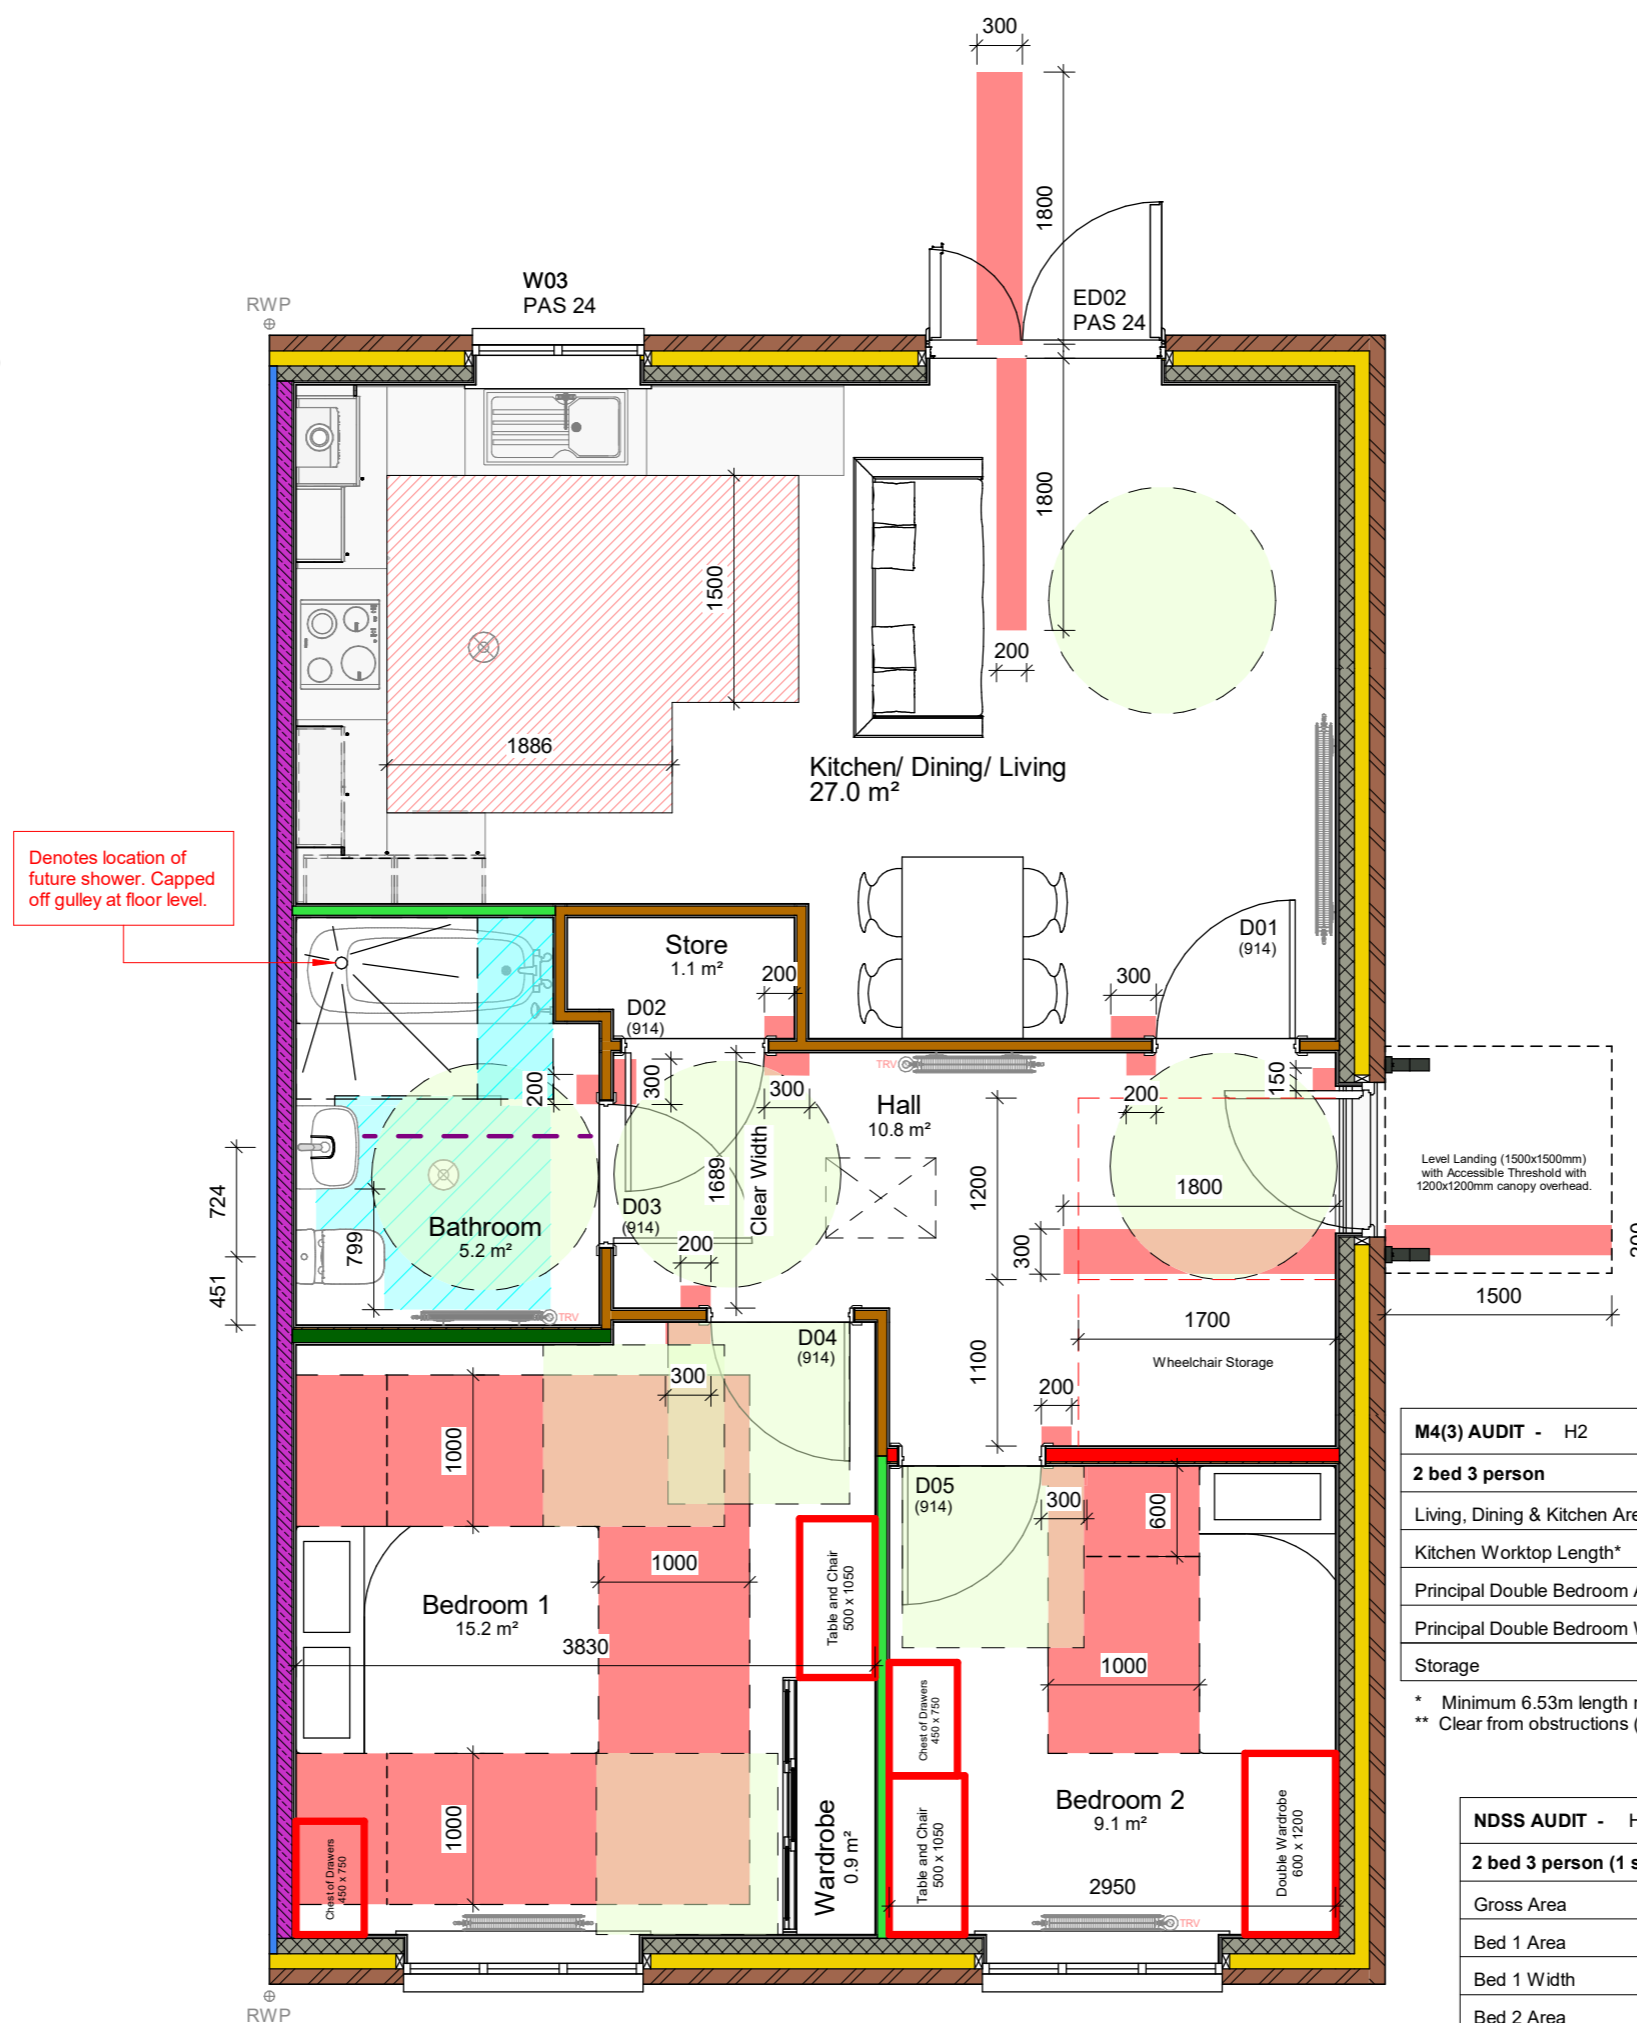 300
1800
W03
PAS 24
RWP
ED02
PAS 24
1800
1500
200
1886
Kitchen/ Dining/ Living
27.0 m²
Denotes location of
future shower. Capped
off gulley at floor level.
Store
1.1 m²
200
D01
(914)
300
D02
(914)
TRV
200
300
300
Hall
10.8 m²
200
150
Clear Width
1689
1200
1800
Level Landing (1500x1500mm)
with Accessible Threshold with
1200x1200mm canopy overhead.
724
799
Bathroom
5.2 m²
D03
(914)
200
300
451
1500
TRV
1700
D04
(914)
1100
Wheelchair Storage
300
200
1000
M4(3) AUDIT - H2
2 bed 3 person
Living, Dining & Kitchen Are
Kitchen Worktop Length*
Principal Double Bedroom
Principal Double Bedroom
Storage
* Minimum 6.53m length
** Clear from obstructions (
D05
(914)
300
600
1000
Table and Chair
500 x 1050
Bedroom 1
15.2 m²
3830
1000
Chest of Drawers
450 x 750
1000
Wardrobe
0.9 m²
Chest of Drawers
450 x 750
Table and Chair
500 x 1050
Bedroom 2
9.1 m²
Double Wardrobe
600 x 1200
2950
TRV
RWP
NDSS AUDIT - H
2 bed 3 person (1 s
Gross Area
Bed 1 Area
Bed 1 Width
Bed 2 Area